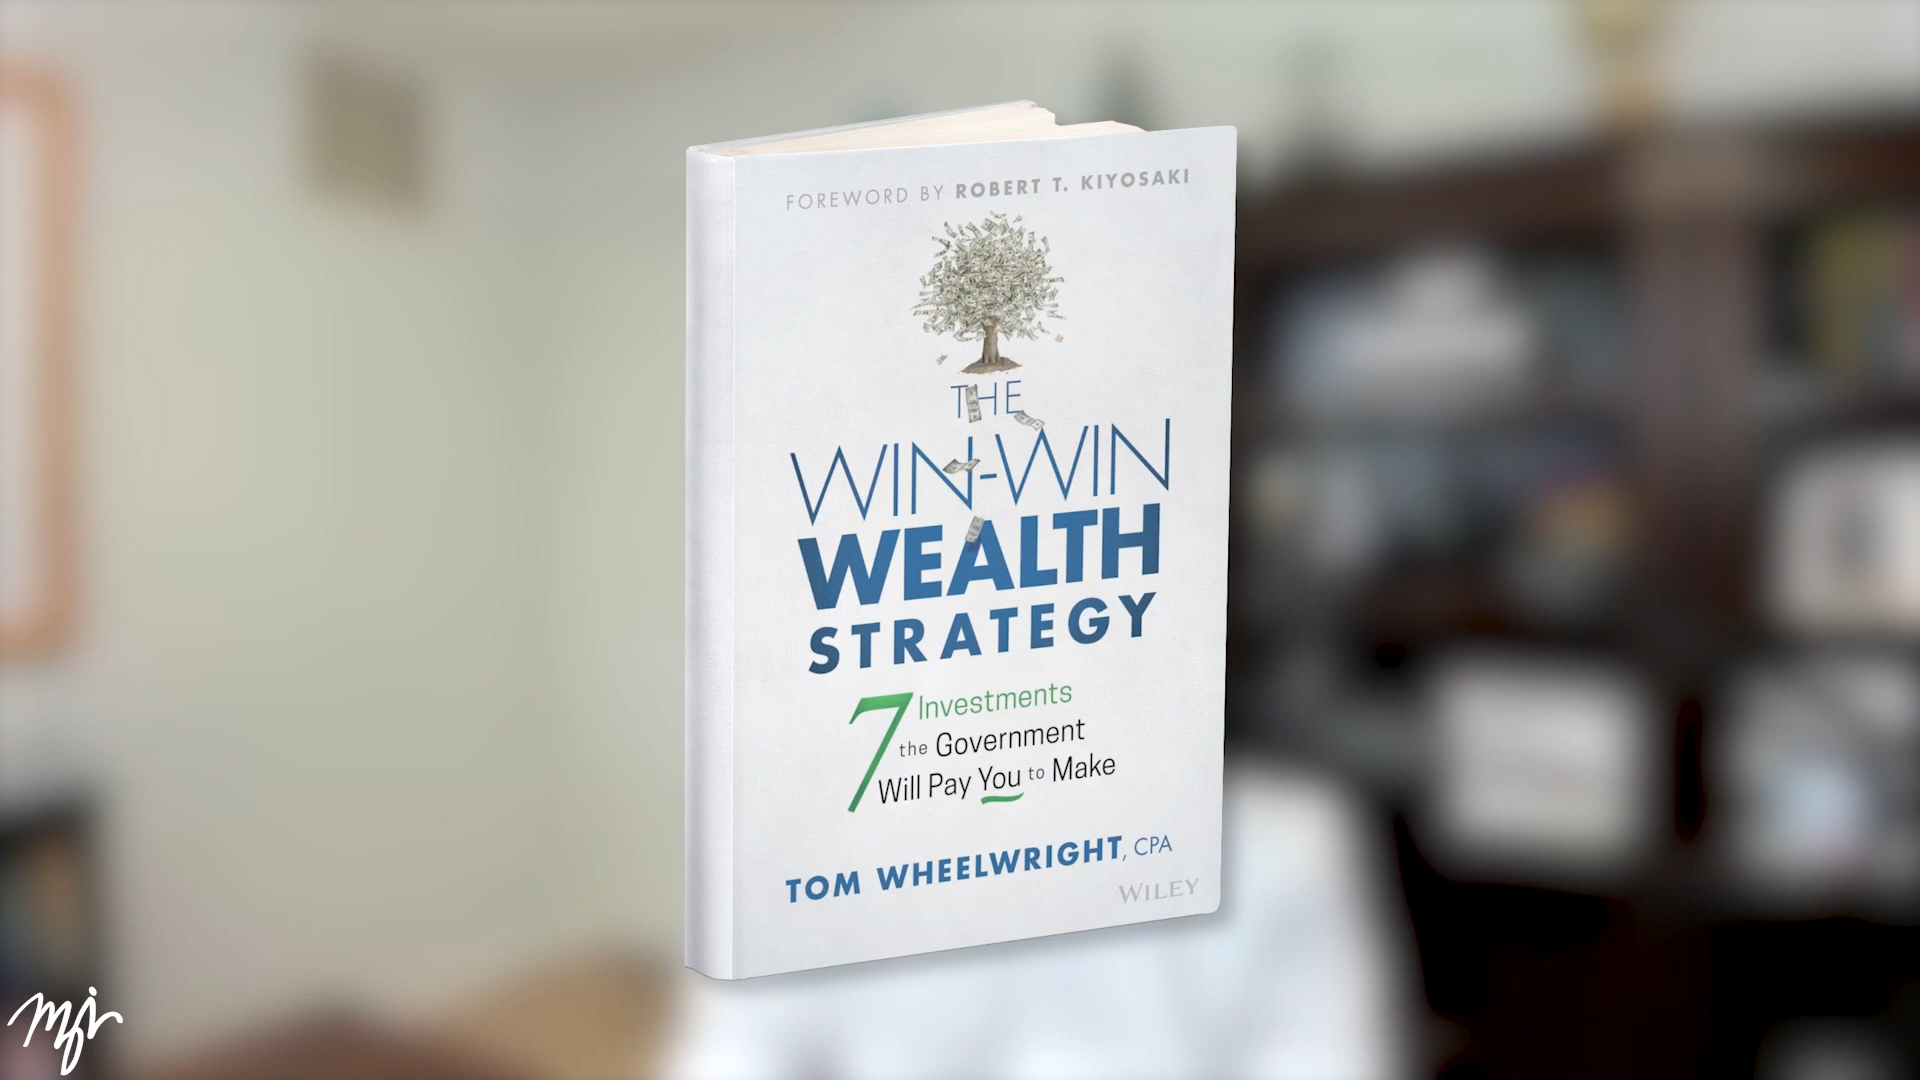 FOREWORD BY ROBERT T. KIYOSAKI
THE
WIN-WIN
WEALTH
STRATEGY
7 Investments
the Government
Will Pay You to Make
TOM WHEELWRIGHT, CPA
WILEY